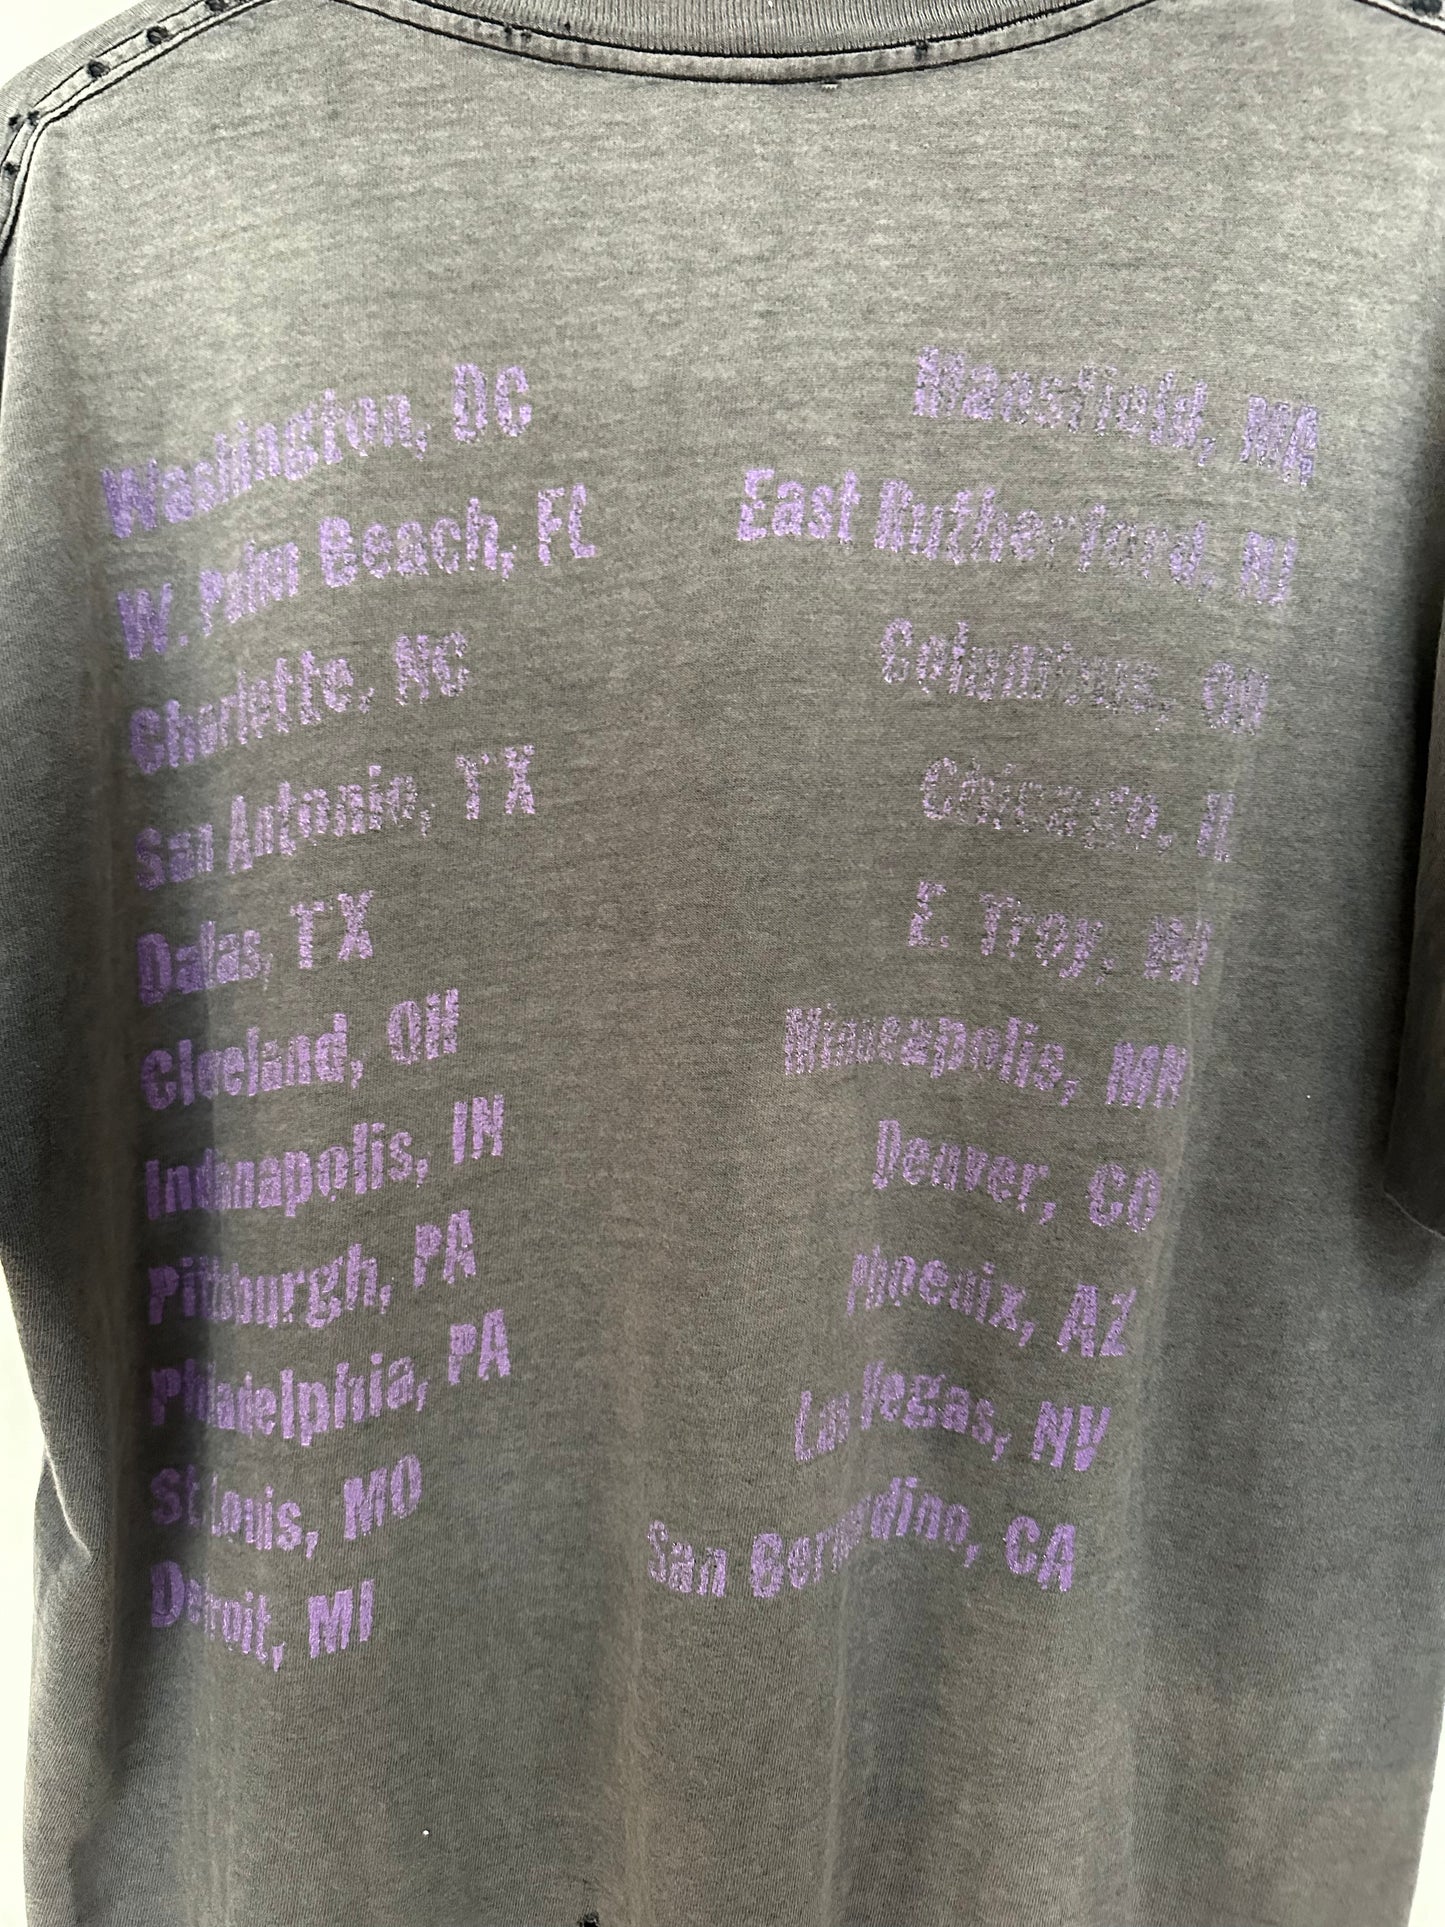 Washington, DC
W. Palm Beach, FL
Charlotte, NC
San Antonio, TX
Dallas, TX
Cleveland, OH
Indianapolis, IN
Pittsburgh, PA
Philadelphia, PA
St Louis, MO
Detroit, MI
Mansfield, MA
East Rutherford, NJ
Columbus, OH
Chicago, IL
E. Troy, WI
Minneapolis, MN
Denver, CO
Phoenix, AZ
Las Vegas, NV
San Bernardino, CA